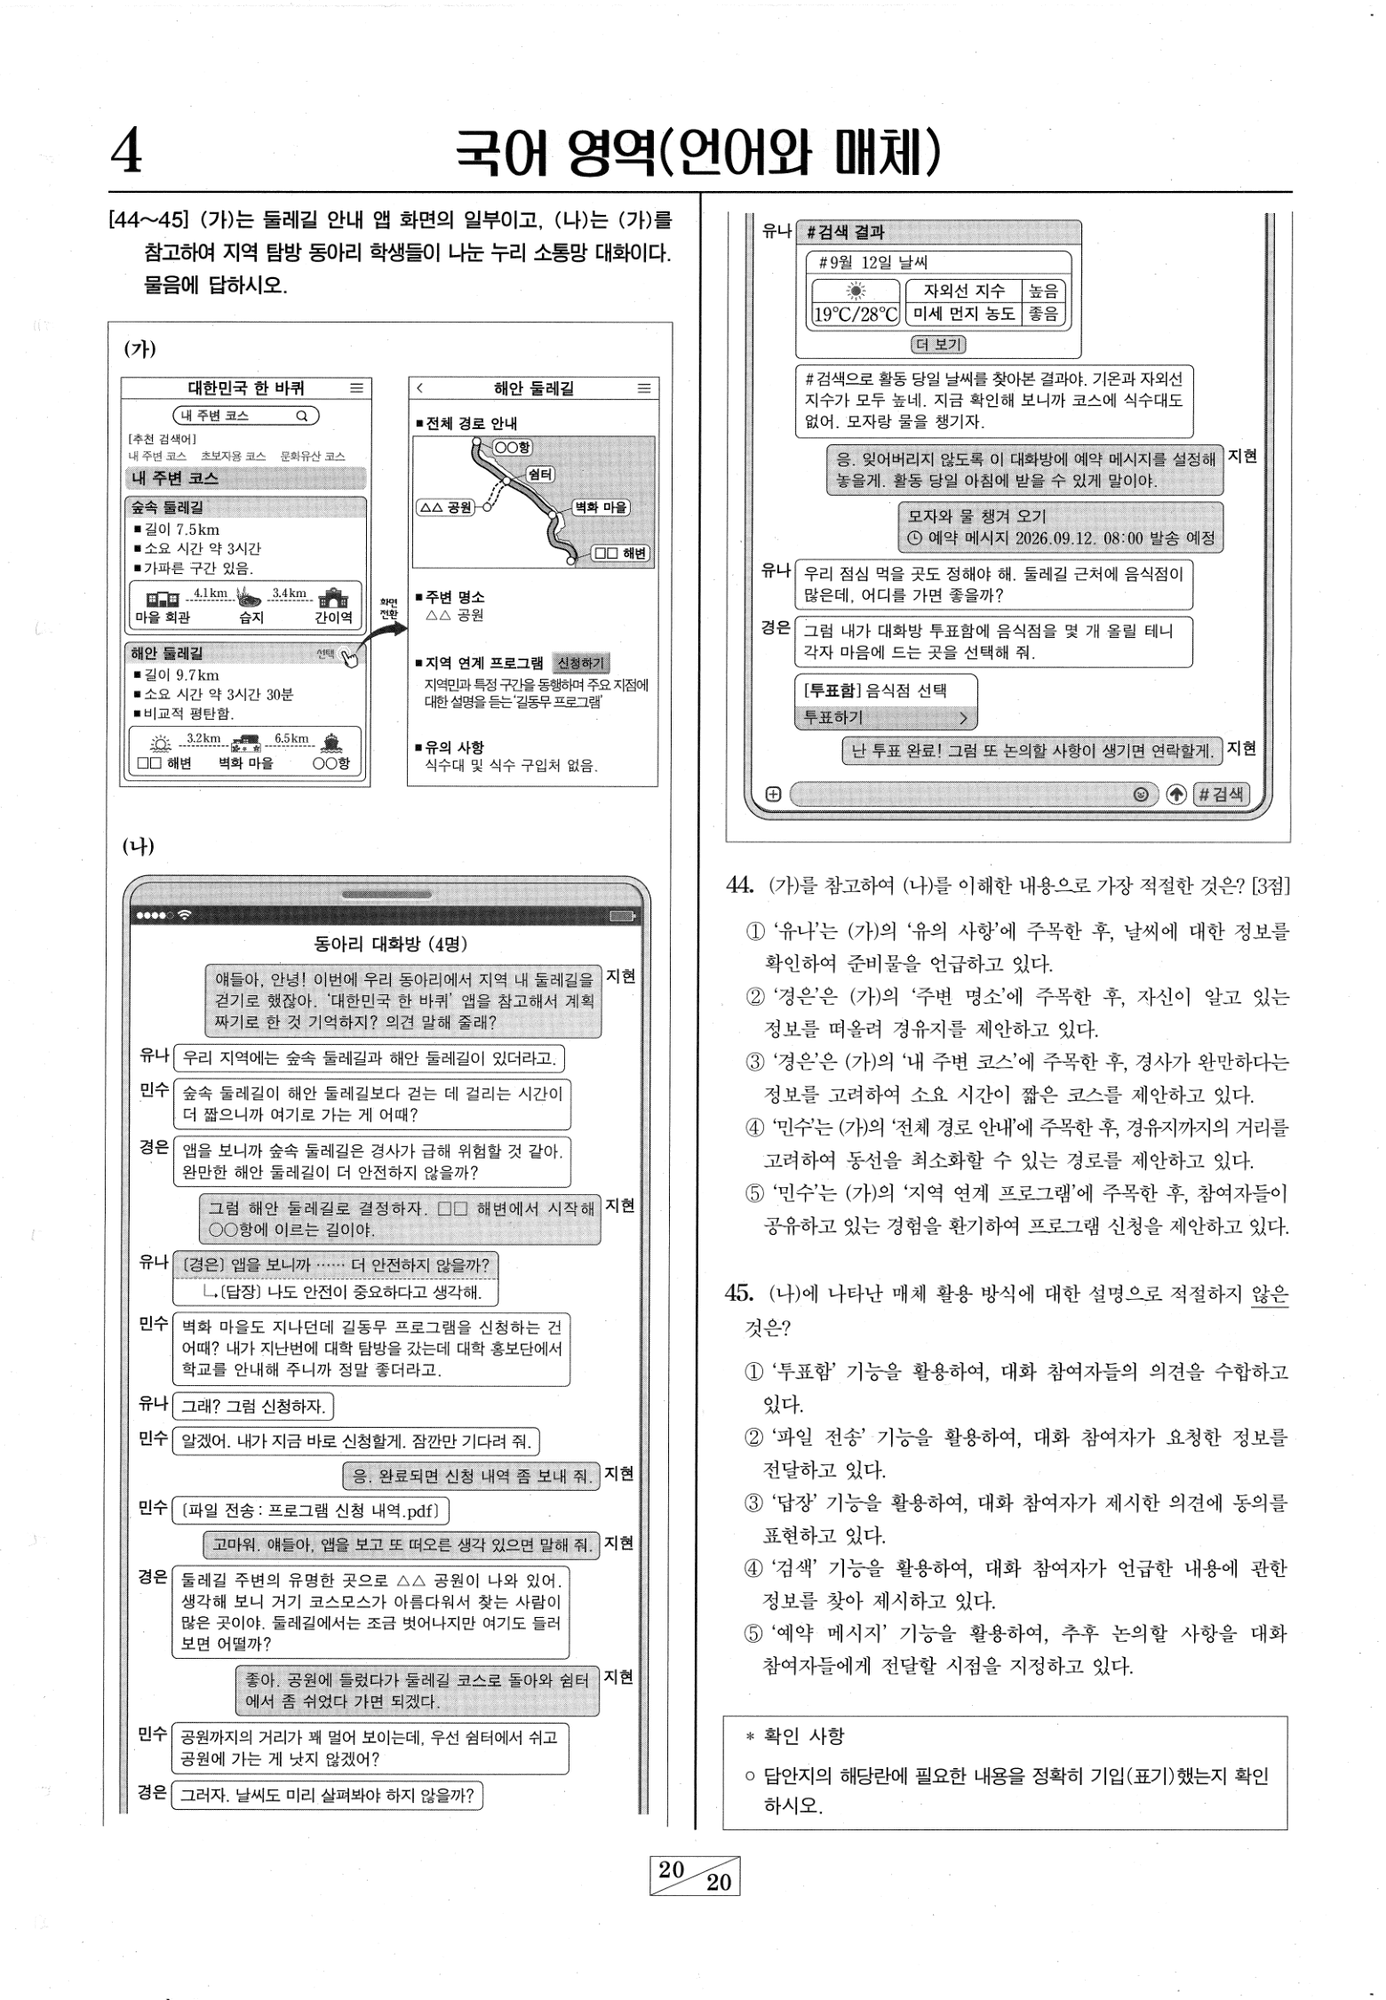 4
국어 영역(언어와 매체)
[44~45] (가)는 둘레길 안내 앱 화면의 일부이고, (나)는 (가)를
참고하여 지역 탐방 동아리 학생들이 나눈 누리 소통망 대화이다.
물음에 답하시오.
(가)
대한민국 한 바퀴
내 주변 코스
[추천 검색어]
내 주변 코스 초보자용 코스 문화유산 코스
내 주변 코스
숲속 둘레길
■ 길이 7.5km
■ 소요 시간 약 3시간
■ 가파른 구간 있음.
4.1km 3.4km
마을 회관 습지 간이역
해안 둘레길 선택
■ 길이 9.7km
■ 소요 시간 약 3시간 30분
■ 비교적 평탄함.
3.2km 6.5km
□□ 해변 벽화 마을 ○○항
화면
전환
< 해안 둘레길
■ 전체 경로 안내
○○항
쉼터
△△ 공원
벽화 마을
□□ 해변
■ 주변 명소
△△ 공원
■ 지역 연계 프로그램 신청하기
지역민과 특정 구간을 동행하며 주요 지점에
대한 설명을 듣는 '길동무 프로그램'
■ 유의 사항
식수대 및 식수 구입처 없음.
(나)
동아리 대화방 (4명)
얘들아, 안녕! 이번에 우리 동아리에서 지역 내 둘레길을 지현
걷기로 했잖아. '대한민국 한 바퀴' 앱을 참고해서 계획
짜기로 한 것 기억하지? 의견 말해 줄래?
유나 우리 지역에는 숲속 둘레길과 해안 둘레길이 있더라고.
민수 숲속 둘레길이 해안 둘레길보다 걷는 데 걸리는 시간이
더 짧으니까 여기로 가는 게 어때?
경은 앱을 보니까 숲속 둘레길은 경사가 급해 위험할 것 같아.
완만한 해안 둘레길이 더 안전하지 않을까?
그럼 해안 둘레길로 결정하자. □□ 해변에서 시작해 지현
○○항에 이르는 길이야.
유나 [경은] 앱을 보니까 …… 더 안전하지 않을까?
↳[답장] 나도 안전이 중요하다고 생각해.
민수 벽화 마을도 지나던데 길동무 프로그램을 신청하는 건
어때? 내가 지난번에 대학 탐방을 갔는데 대학 홍보단에서
학교를 안내해 주니까 정말 좋더라고.
유나 그래? 그럼 신청하자.
민수 알겠어. 내가 지금 바로 신청할게. 잠깐만 기다려 줘.
응. 완료되면 신청 내역 좀 보내 줘. 지현
민수 [파일 전송: 프로그램 신청 내역.pdf]
고마워. 얘들아, 앱을 보고 또 떠오른 생각 있으면 말해 줘. 지현
경은 둘레길 주변의 유명한 곳으로 △△ 공원이 나와 있어.
생각해 보니 거기 코스모스가 아름다워서 찾는 사람이
많은 곳이야. 둘레길에서는 조금 벗어나지만 여기도 들러
보면 어떨까?
좋아. 공원에 들렀다가 둘레길 코스로 돌아와 쉼터 지현
에서 좀 쉬었다 가면 되겠다.
민수 공원까지의 거리가 꽤 멀어 보이는데, 우선 쉼터에서 쉬고
공원에 가는 게 낫지 않겠어?
경은 그러자. 날씨도 미리 살펴봐야 하지 않을까?
유나 #검색 결과
#9월 12일 날씨
자외선 지수 높음
19℃/28℃ 미세 먼지 농도 좋음
더 보기
#검색으로 활동 당일 날씨를 찾아본 결과야. 기온과 자외선
지수가 모두 높네. 지금 확인해 보니까 코스에 식수대도
없어. 모자랑 물을 챙기자.
응. 잊어버리지 않도록 이 대화방에 예약 메시지를 설정해 지현
놓을게. 활동 당일 아침에 받을 수 있게 말이야.
모자와 물 챙겨 오기
예약 메시지 2026.09.12. 08:00 발송 예정
유나 우리 점심 먹을 곳도 정해야 해. 둘레길 근처에 음식점이
많은데, 어디를 가면 좋을까?
경은 그럼 내가 대화방 투표함에 음식점을 몇 개 올릴 테니
각자 마음에 드는 곳을 선택해 줘.
[투표함] 음식점 선택
투표하기 >
난 투표 완료! 그럼 또 논의할 사항이 생기면 연락할게. 지현
#검색
44. (가)를 참고하여 (나)를 이해한 내용으로 가장 적절한 것은? [3점]
① '유나'는 (가)의 '유의 사항'에 주목한 후, 날씨에 대한 정보를
확인하여 준비물을 언급하고 있다.
② '경은'은 (가)의 '주변 명소'에 주목한 후, 자신이 알고 있는
정보를 떠올려 경유지를 제안하고 있다.
③ '경은'은 (가)의 '내 주변 코스'에 주목한 후, 경사가 완만하다는
정보를 고려하여 소요 시간이 짧은 코스를 제안하고 있다.
④ '민수'는 (가)의 '전체 경로 안내'에 주목한 후, 경유지까지의 거리를
고려하여 동선을 최소화할 수 있는 경로를 제안하고 있다.
⑤ '민수'는 (가)의 '지역 연계 프로그램'에 주목한 후, 참여자들이
공유하고 있는 경험을 환기하여 프로그램 신청을 제안하고 있다.
45. (나)에 나타난 매체 활용 방식에 대한 설명으로 적절하지 않은
것은?
① '투표함' 기능을 활용하여, 대화 참여자들의 의견을 수합하고
있다.
② '파일 전송' 기능을 활용하여, 대화 참여자가 요청한 정보를
전달하고 있다.
③ '답장' 기능을 활용하여, 대화 참여자가 제시한 의견에 동의를
표현하고 있다.
④ '검색' 기능을 활용하여, 대화 참여자가 언급한 내용에 관한
정보를 찾아 제시하고 있다.
⑤ '예약 메시지' 기능을 활용하여, 추후 논의할 사항을 대화
참여자들에게 전달할 시점을 지정하고 있다.
* 확인 사항
○ 답안지의 해당란에 필요한 내용을 정확히 기입(표기)했는지 확인
하시오.
20
20